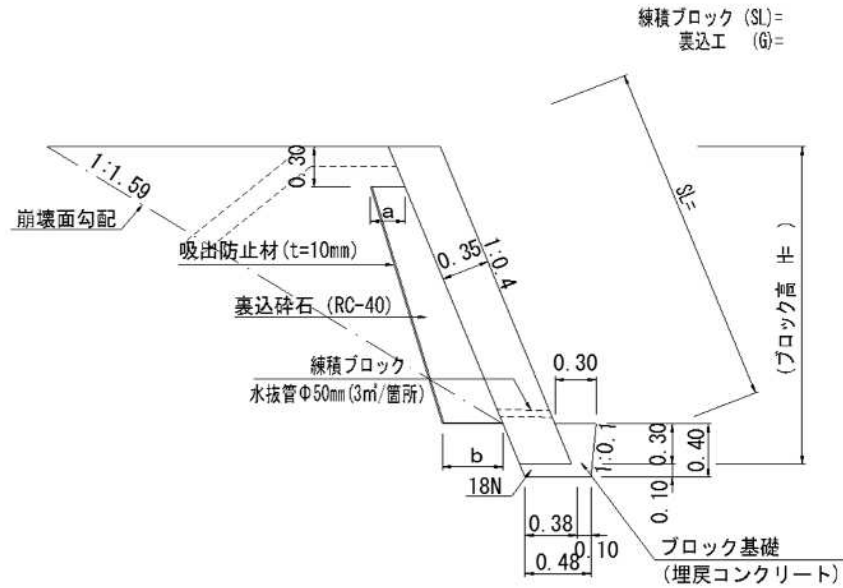 練積ブロック (SL)=
裏込工 (G)=
1:1.59
崩壊面勾配
0.30
a
吸出防止材(t=10mm)
裏込砕石 (RC-40)
練積ブロック
水抜管Φ50mm(3㎡/箇所)
0.35
1:0.4
SL=
(ブロック高 H= )
0.30
b
18N
1:0.1
0.30
0.10
0.40
0.38
0.10
0.48
ブロック基礎
(埋戻コンクリート)